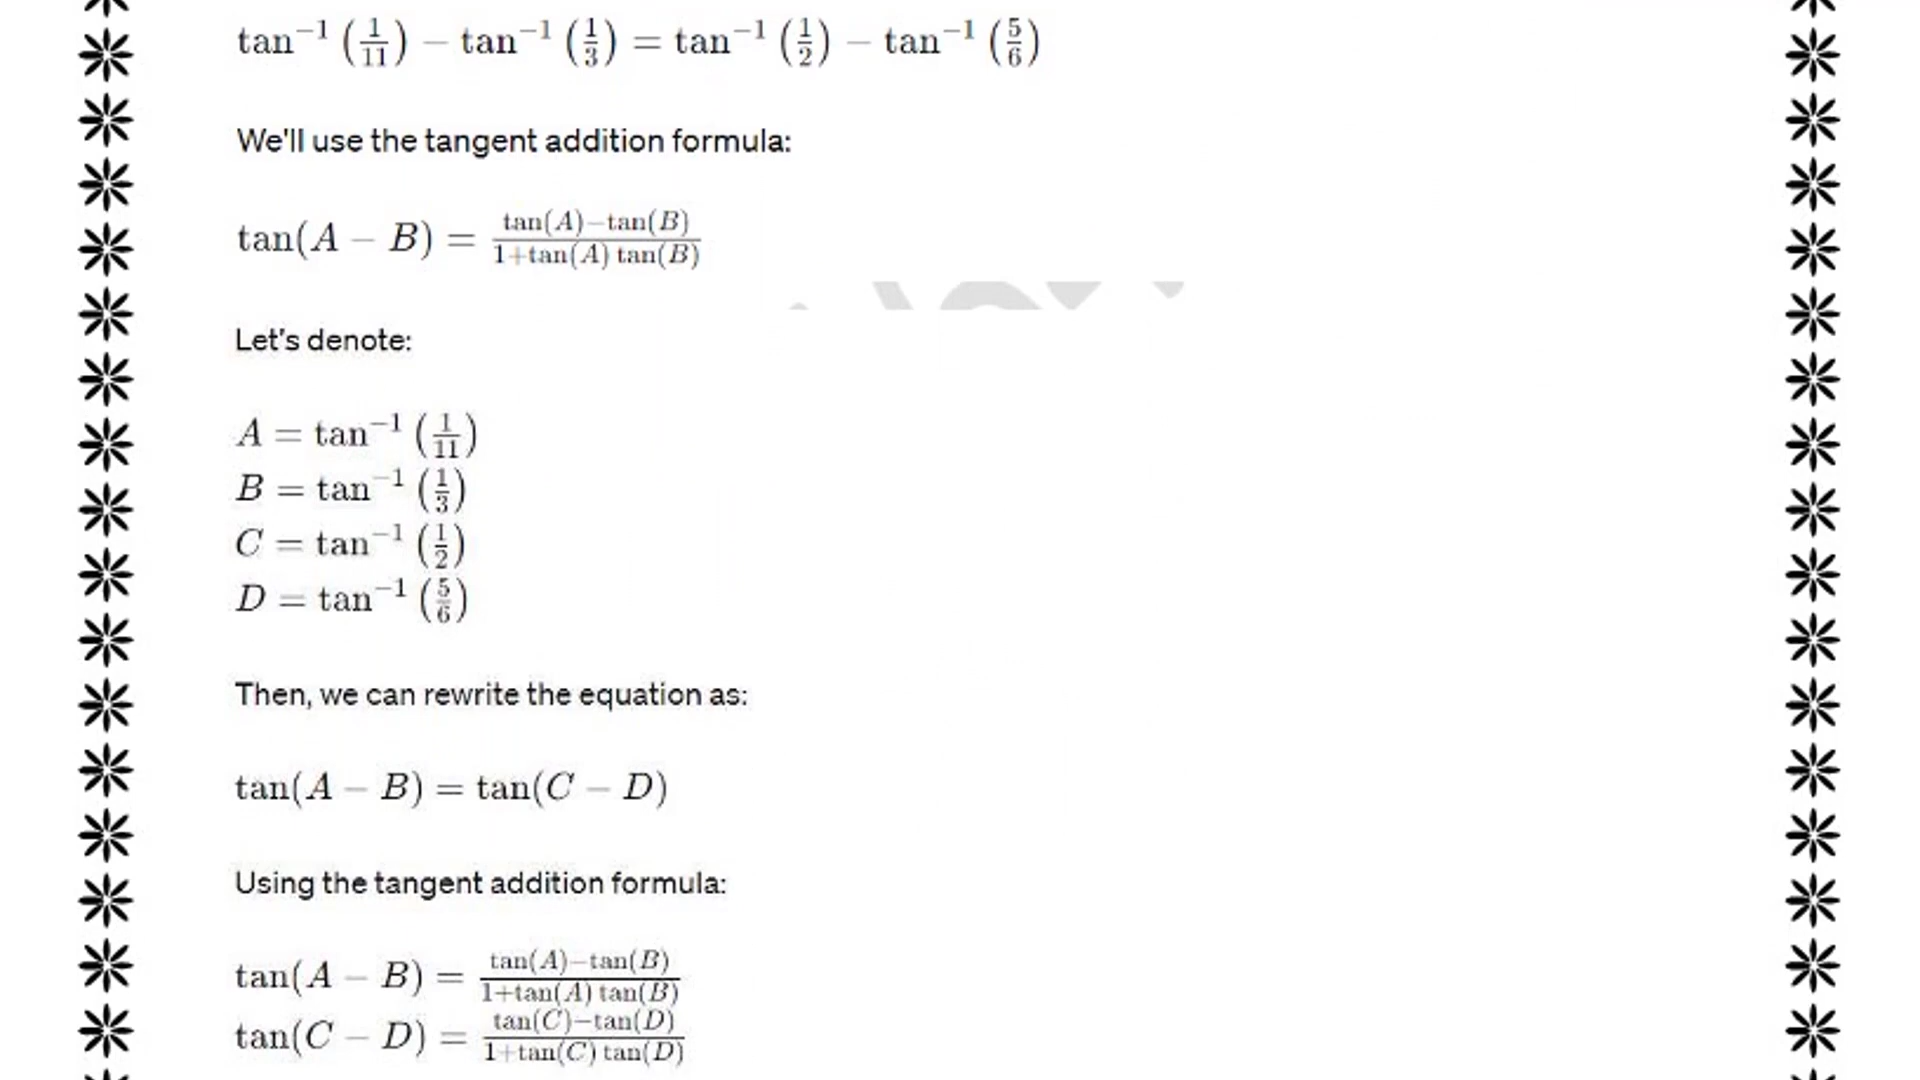 tan⁻¹ (1/11) − tan⁻¹ (1/3) = tan⁻¹ (1/2) − tan⁻¹ (5/6)
We'll use the tangent addition formula:
tan(A − B) = tan(A)−tan(B) / 1+tan(A) tan(B)
Let's denote:
A = tan⁻¹ (1/11)
B = tan⁻¹ (1/3)
C = tan⁻¹ (1/2)
D = tan⁻¹ (5/6)
Then, we can rewrite the equation as:
tan(A − B) = tan(C − D)
Using the tangent addition formula:
tan(A − B) = tan(A)−tan(B) / 1+tan(A) tan(B)
tan(C − D) = tan(C)−tan(D) / 1+tan(C) tan(D)